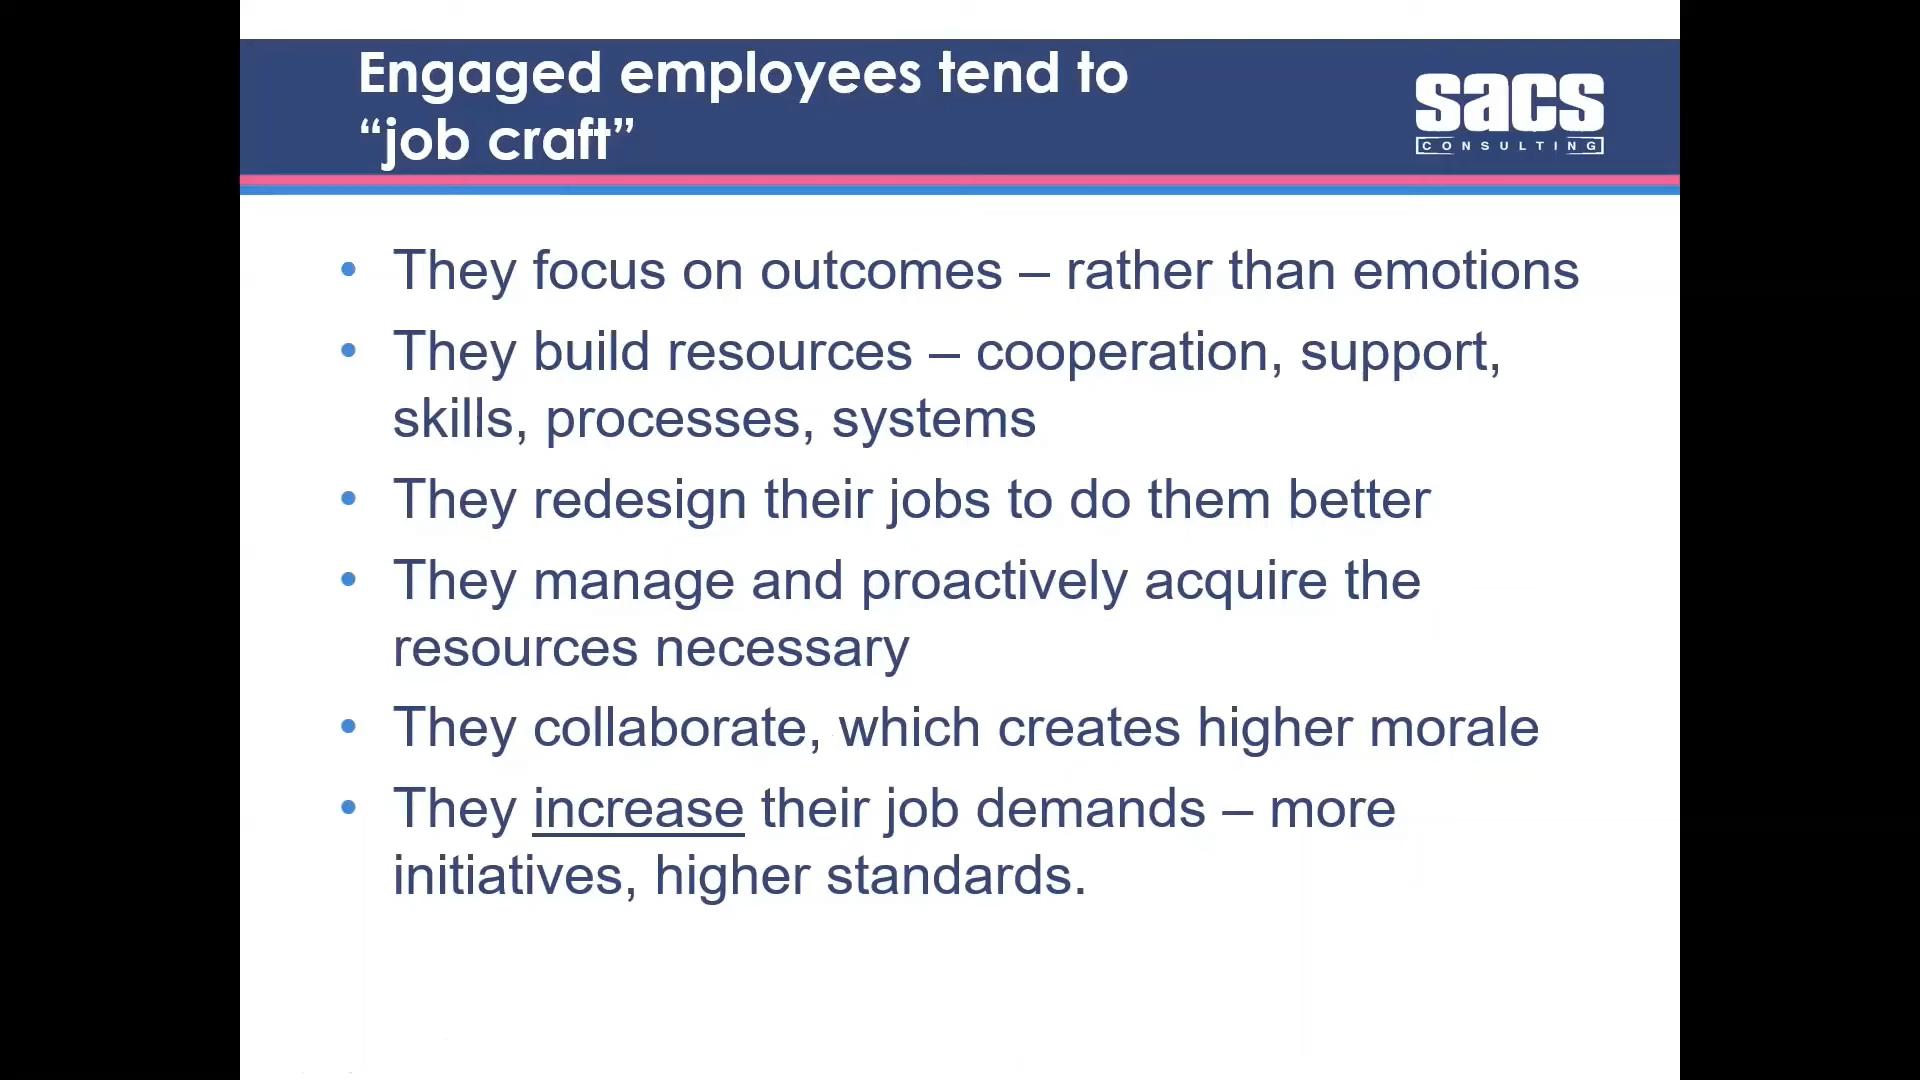 Engaged employees tend to
“job craft”
sacs
CONSULTING
• They focus on outcomes – rather than emotions
• They build resources – cooperation, support,
skills, processes, systems
• They redesign their jobs to do them better
• They manage and proactively acquire the
resources necessary
• They collaborate, which creates higher morale
• They increase their job demands – more
initiatives, higher standards.